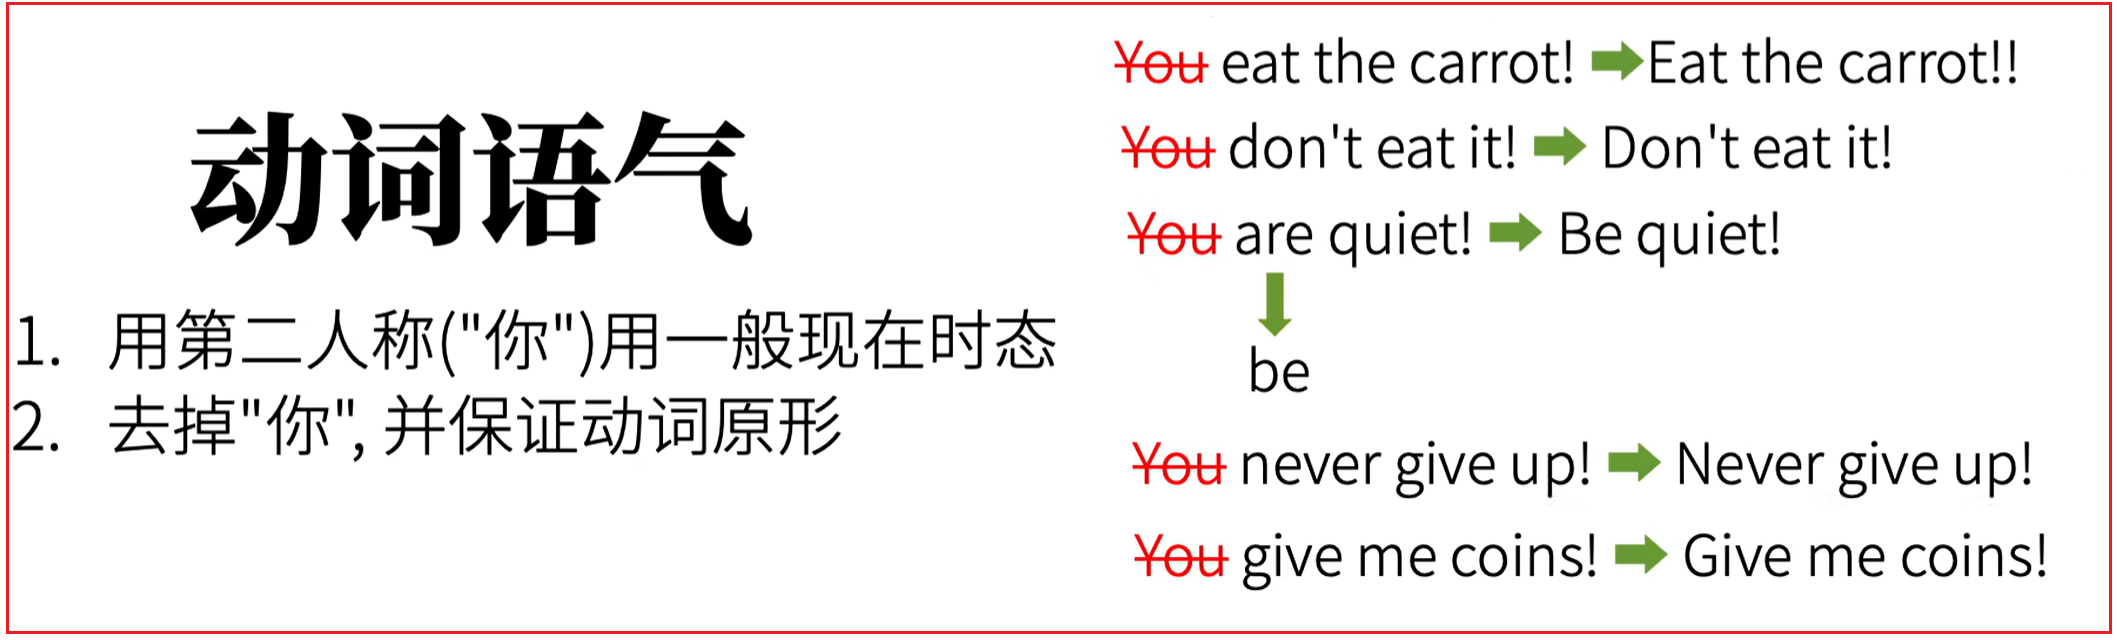 动词语气
1. 用第二人称("你")用一般现在时态
2. 去掉"你", 并保证动词原形
You eat the carrot! Eat the carrot!!
You don't eat it! Don't eat it!
You are quiet! Be quiet!
be
You never give up! Never give up!
You give me coins! Give me coins!